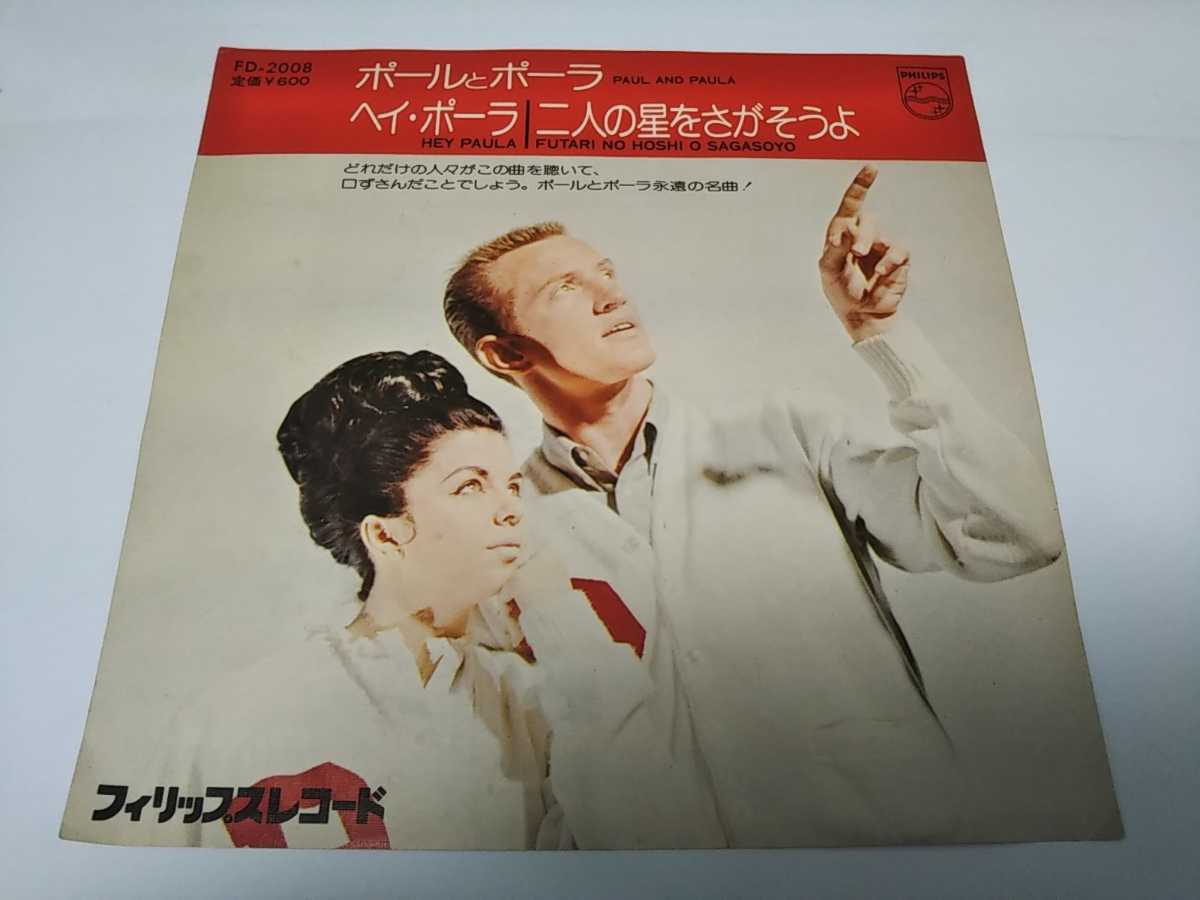 FD-2008
定価¥600
ポールとポーラ PAUL AND PAULA
PHILIPS
ヘイ・ポーラ 二人の星をさがそうよ
HEY PAULA FUTARI NO HOSHI O SAGASOYO
どれだけの人々がこの曲を聴いて、
口ずさんだことでしょう。ポールとポーラ永遠の名曲!
フィリップスレコード